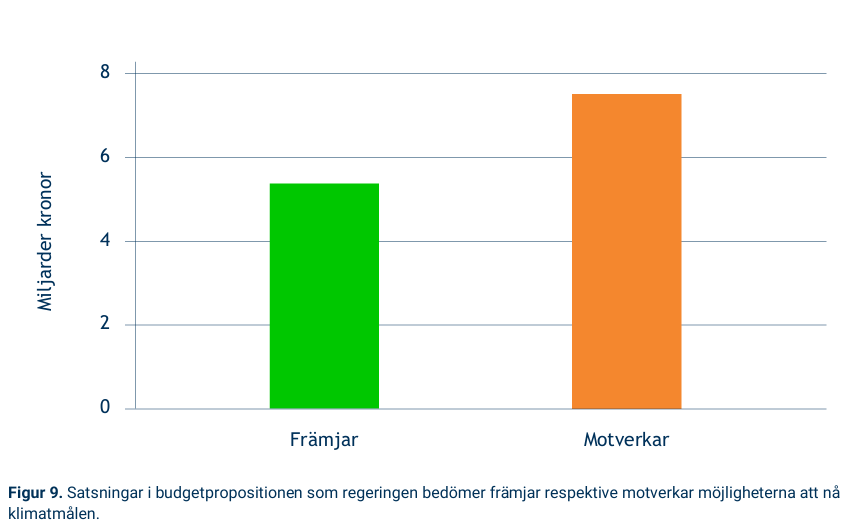 8
6
4
2
0
Miljarder kronor
Främjar
Motverkar
Figur 9. Satsningar i budgetpropositionen som regeringen bedömer främjar respektive motverkar möjligheterna att nå
klimatmålen.